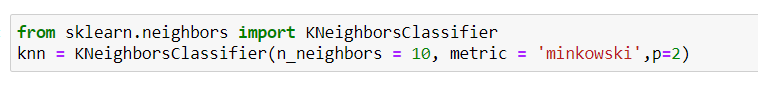 from sklearn.neighbors import KNeighborsClassifier
knn = KNeighborsClassifier(n_neighbors = 10, metric = 'minkowski',p=2)